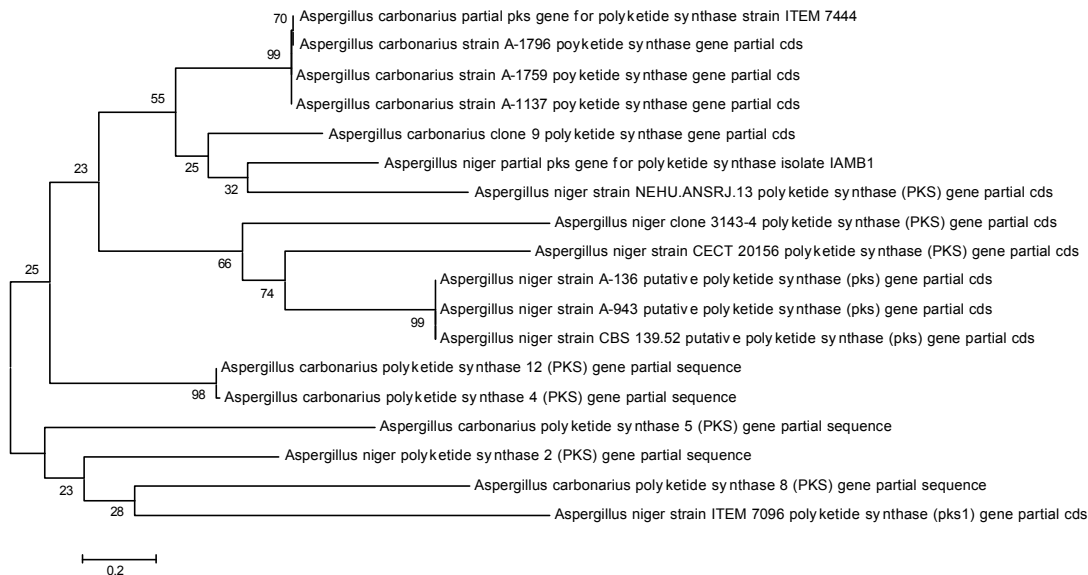 70
Aspergillus carbonarius partial pks gene for polyketide synthase strain ITEM 7444
Aspergillus carbonarius strain A-1796 poyketide synthase gene partial cds
99
Aspergillus carbonarius strain A-1759 poyketide synthase gene partial cds
55
Aspergillus carbonarius strain A-1137 poyketide synthase gene partial cds
Aspergillus carbonarius clone 9 polyketide synthase gene partial cds
25
23
Aspergillus niger partial pks gene for polyketide synthase isolate IAMB1
32
Aspergillus niger strain NEHU.ANSRJ.13 polyketide synthase (PKS) gene partial cds
Aspergillus niger clone 3143-4 polyketide synthase (PKS) gene partial cds
66
25
Aspergillus niger strain CECT 20156 polyketide synthase (PKS) gene partial cds
74
Aspergillus niger strain A-136 putative polyketide synthase (pks) gene partial cds
Aspergillus niger strain A-943 putative polyketide synthase (pks) gene partial cds
99
Aspergillus niger strain CBS 139.52 putative polyketide synthase (pks) gene partial cds
Aspergillus carbonarius polyketide synthase 12 (PKS) gene partial sequence
98
Aspergillus carbonarius polyketide synthase 4 (PKS) gene partial sequence
Aspergillus carbonarius polyketide synthase 5 (PKS) gene partial sequence
Aspergillus niger polyketide synthase 2 (PKS) gene partial sequence
23
Aspergillus carbonarius polyketide synthase 8 (PKS) gene partial sequence
28
Aspergillus niger strain ITEM 7096 polyketide synthase (pks1) gene partial cds
0.2